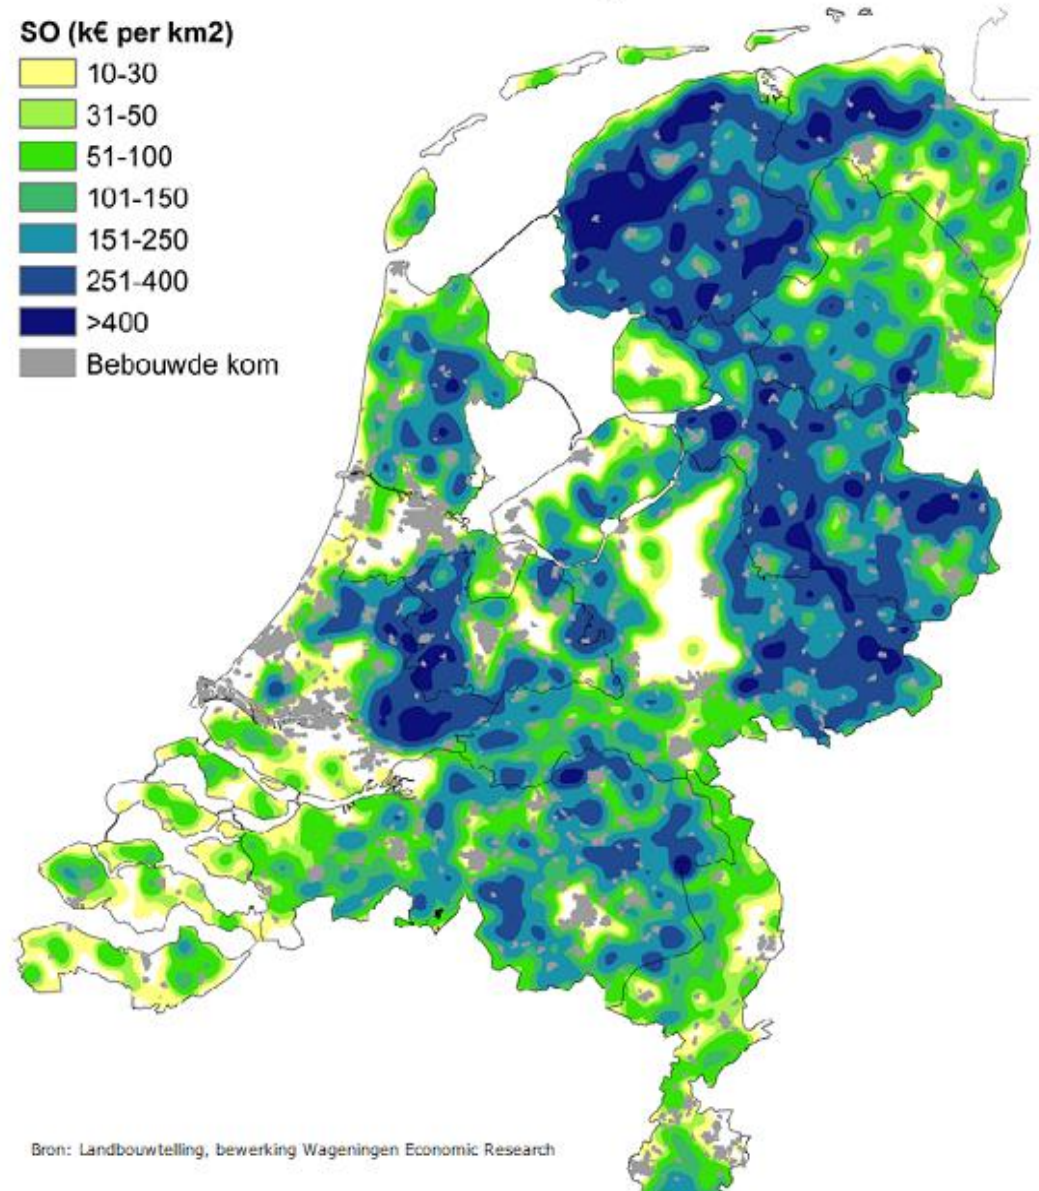 SO (k€ per km2)
10-30
31-50
51-100
101-150
151-250
251-400
>400
Bebouwde kom
Bron: Landbouwtelling, bewerking Wageningen Economic Research